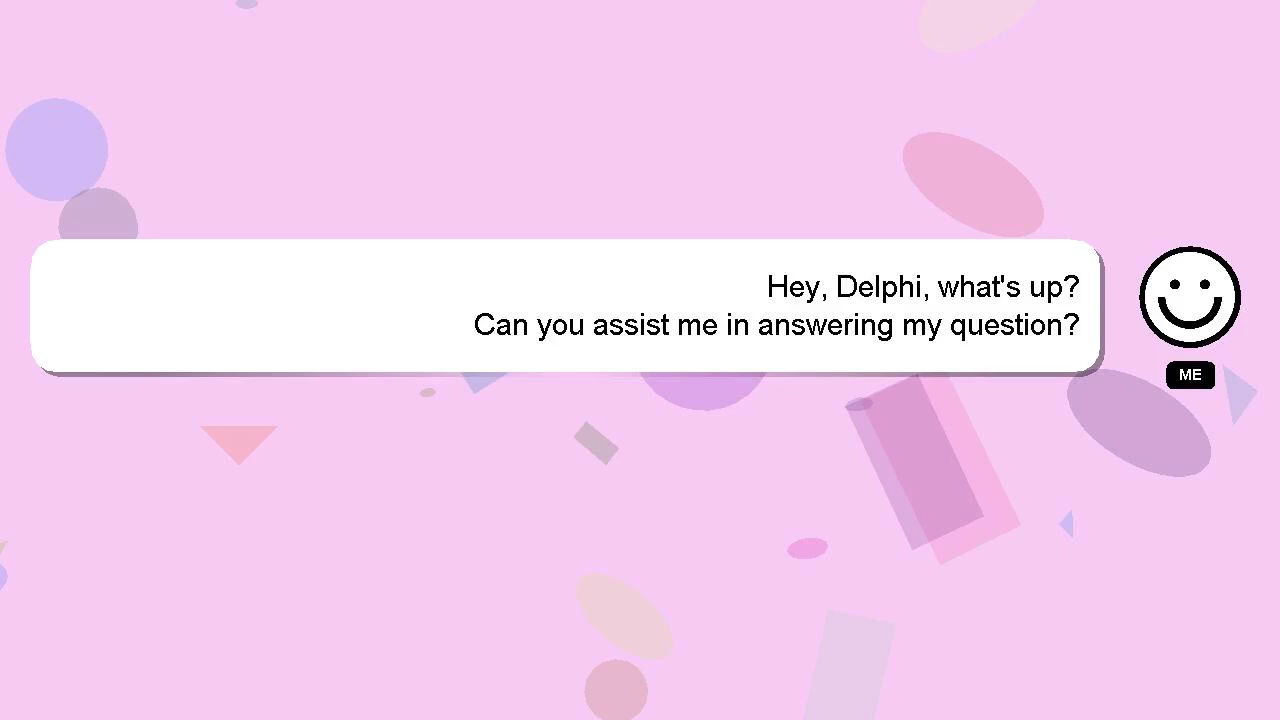 Hey, Delphi, what's up?
Can you assist me in answering my question?
ME